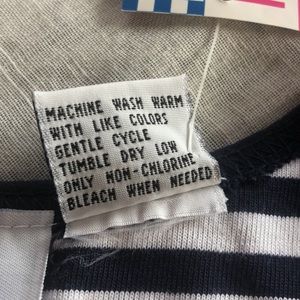 MACHINE WASH WARM
WITH LIKE COLORS
GENTLE CYCLE
TUMBLE DRY LOW
ONLY NON-CHLORINE
BLEACH WHEN NEEDED